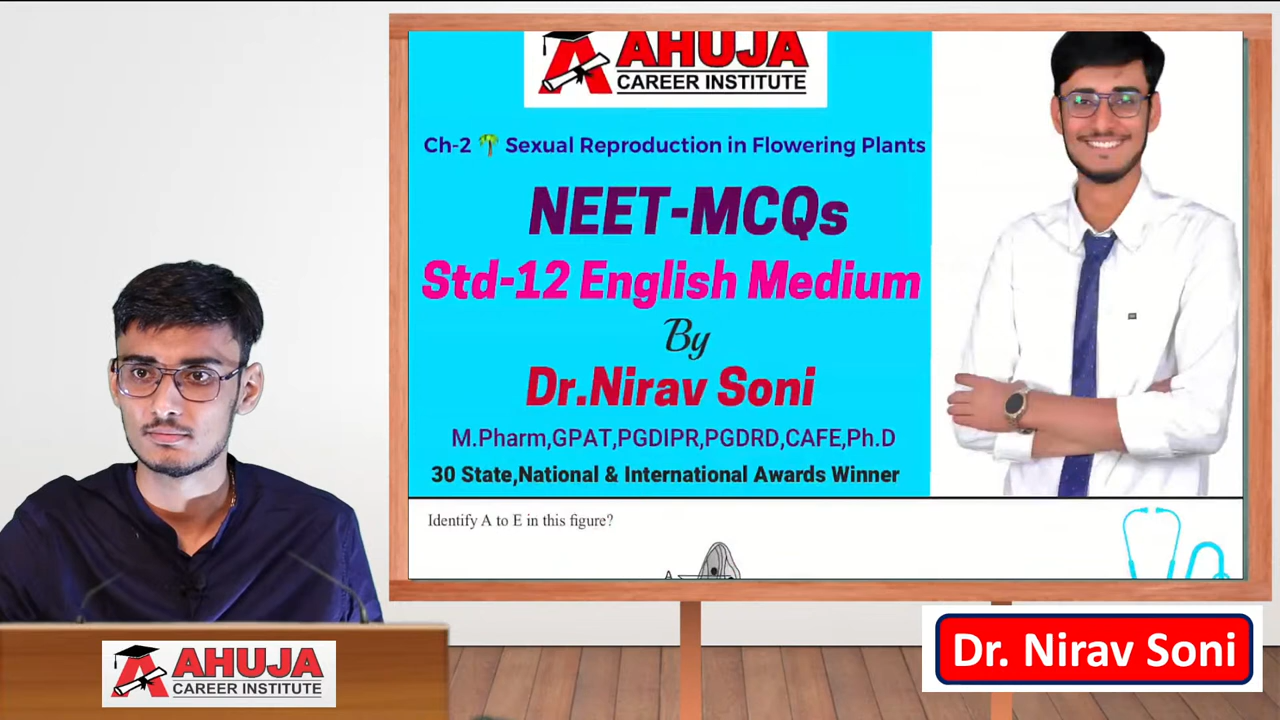 AHUJA
CAREER INSTITUTE
Ch-2 🌴 Sexual Reproduction in Flowering Plants
NEET-MCQs
Std-12 English Medium
By
Dr.Nirav Soni
M.Pharm,GPAT,PGDIPR,PGDRD,CAFE,Ph.D
30 State,National & International Awards Winner
Identify A to E in this figure?
A
Dr. Nirav Soni
AHUJA
CAREER INSTITUTE